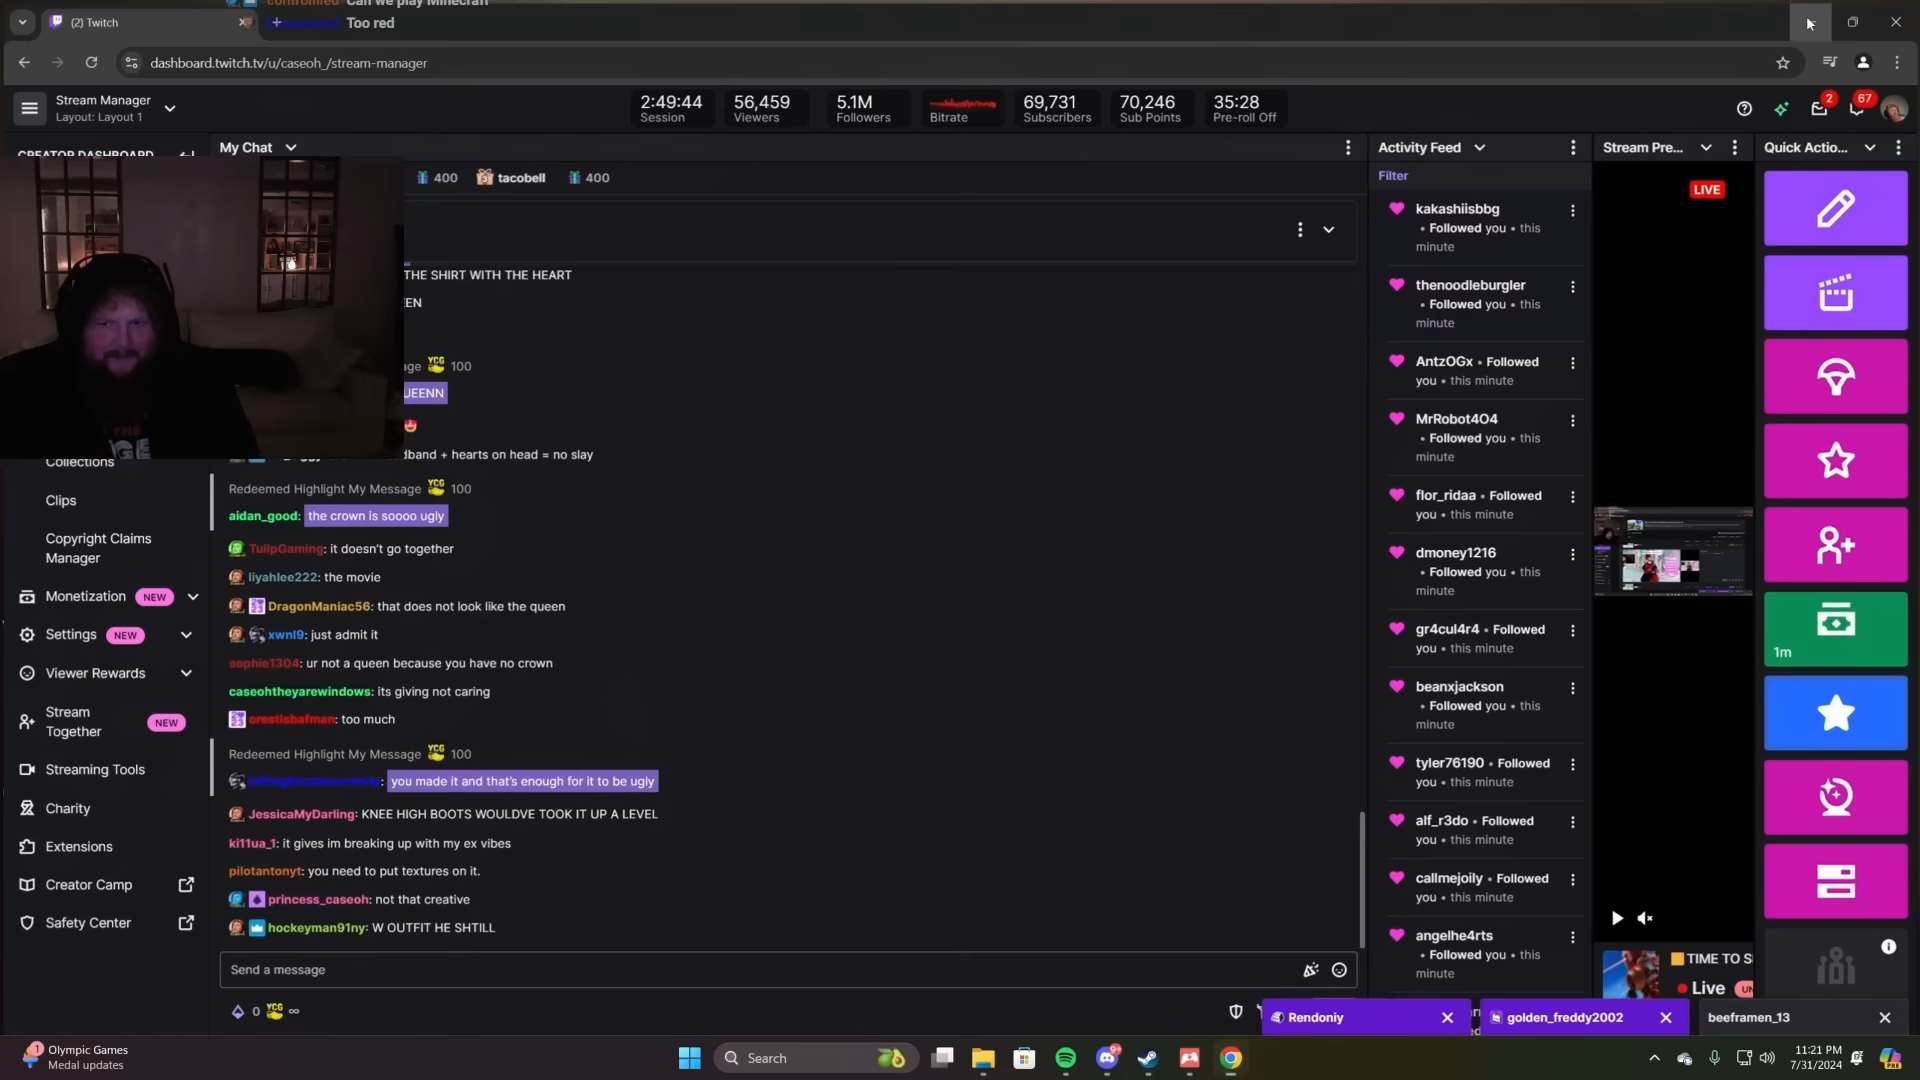 controlfred Can we play Minecraft
(2) Twitch
Too red
dashboard.twitch.tv/u/caseoh_/stream-manager
Stream Manager
Layout: Layout 1
2:49:44
Session
56,459
Viewers
5.1M
Followers
Bitrate
69,731
Subscribers
70,246
Sub Points
35:28
Pre-roll Off
2
67
CREATOR DASHBOARD
Collections
Clips
Copyright Claims
Manager
Monetization NEW
Settings NEW
Viewer Rewards
Stream
Together NEW
Streaming Tools
Charity
Extensions
Creator Camp
Safety Center
My Chat
400 tacobell 400
THE SHIRT WITH THE HEART
EEN
ge 100
UEENN
dband + hearts on head = no slay
Redeemed Highlight My Message 100
aidan_good: the crown is soooo ugly
TulipGaming: it doesn't go together
liyahlee222: the movie
DragonManiac56: that does not look like the queen
xwnl9: just admit it
sophie1304: ur not a queen because you have no crown
caseohtheyarewindows: its giving not caring
orestisbafman: too much
Redeemed Highlight My Message 100
: you made it and that's enough for it to be ugly
JessicaMyDarling: KNEE HIGH BOOTS WOULDVE TOOK IT UP A LEVEL
ki11ua_1: it gives im breaking up with my ex vibes
pilotantonyt: you need to put textures on it.
princess_caseoh: not that creative
hockeyman91ny: W OUTFIT HE SHTILL
Send a message
0 ∞
Activity Feed
Filter
kakashiisbbg
• Followed you • this
minute
thenoodleburgler
• Followed you • this
minute
AntzOGx • Followed
you • this minute
MrRobot4O4
• Followed you • this
minute
flor_ridaa • Followed
you • this minute
dmoney1216
• Followed you • this
minute
gr4cul4r4 • Followed
you • this minute
beanxjackson
• Followed you • this
minute
tyler76190 • Followed
you • this minute
alf_r3do • Followed
you • this minute
callmejoily • Followed
you • this minute
angelhe4rts
• Followed you • this
minute
Stream Pre...
LIVE
TIME TO S
Live
Quick Actio...
1m
Rendoniy
golden_freddy2002
beeframen_13
Olympic Games
Medal updates
Search
11:21 PM
7/31/2024